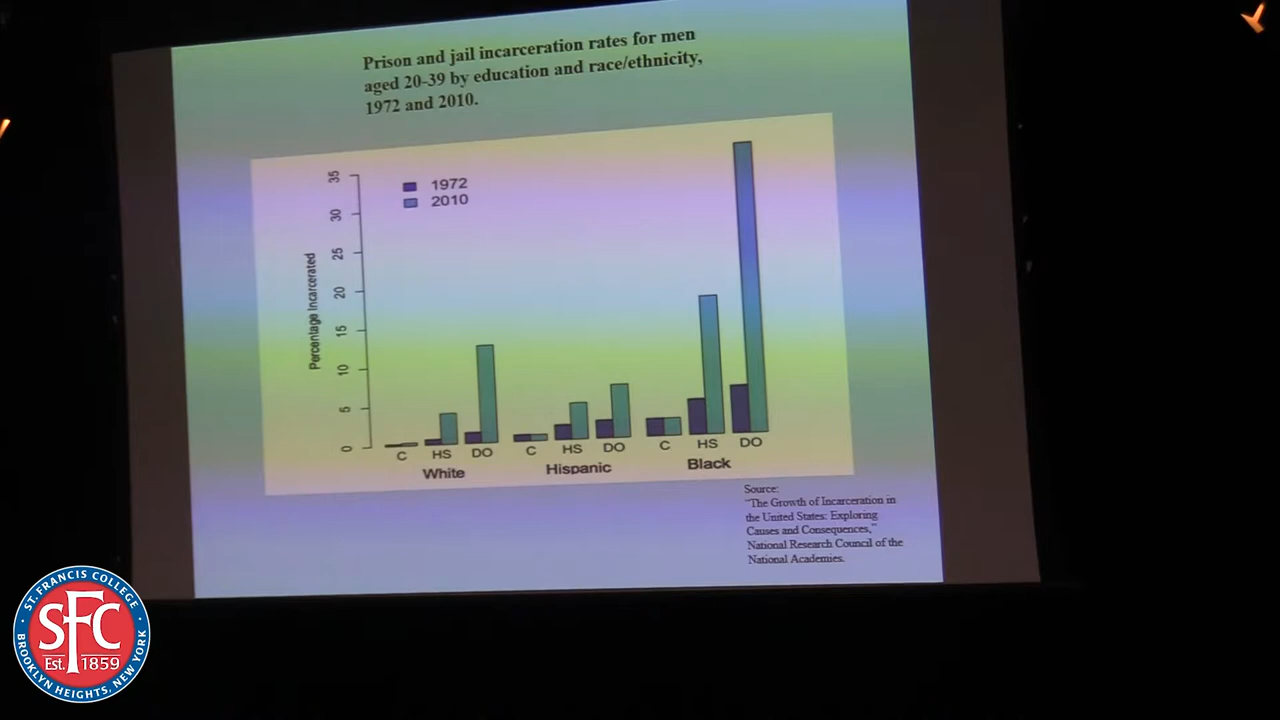 Prison and jail incarceration rates for men
aged 20-39 by education and race/ethnicity,
1972 and 2010.
1972
2010
Percentage Incarcerated
35
30
25
20
15
10
5
0
C HS DO C HS DO C HS DO
White Hispanic Black
Source:
"The Growth of Incarceration in
the United States: Exploring
Causes and Consequences,"
National Research Council of the
National Academies.
ST. FRANCIS COLLEGE
SFC
Est. 1859
BROOKLYN HEIGHTS, NEW YORK